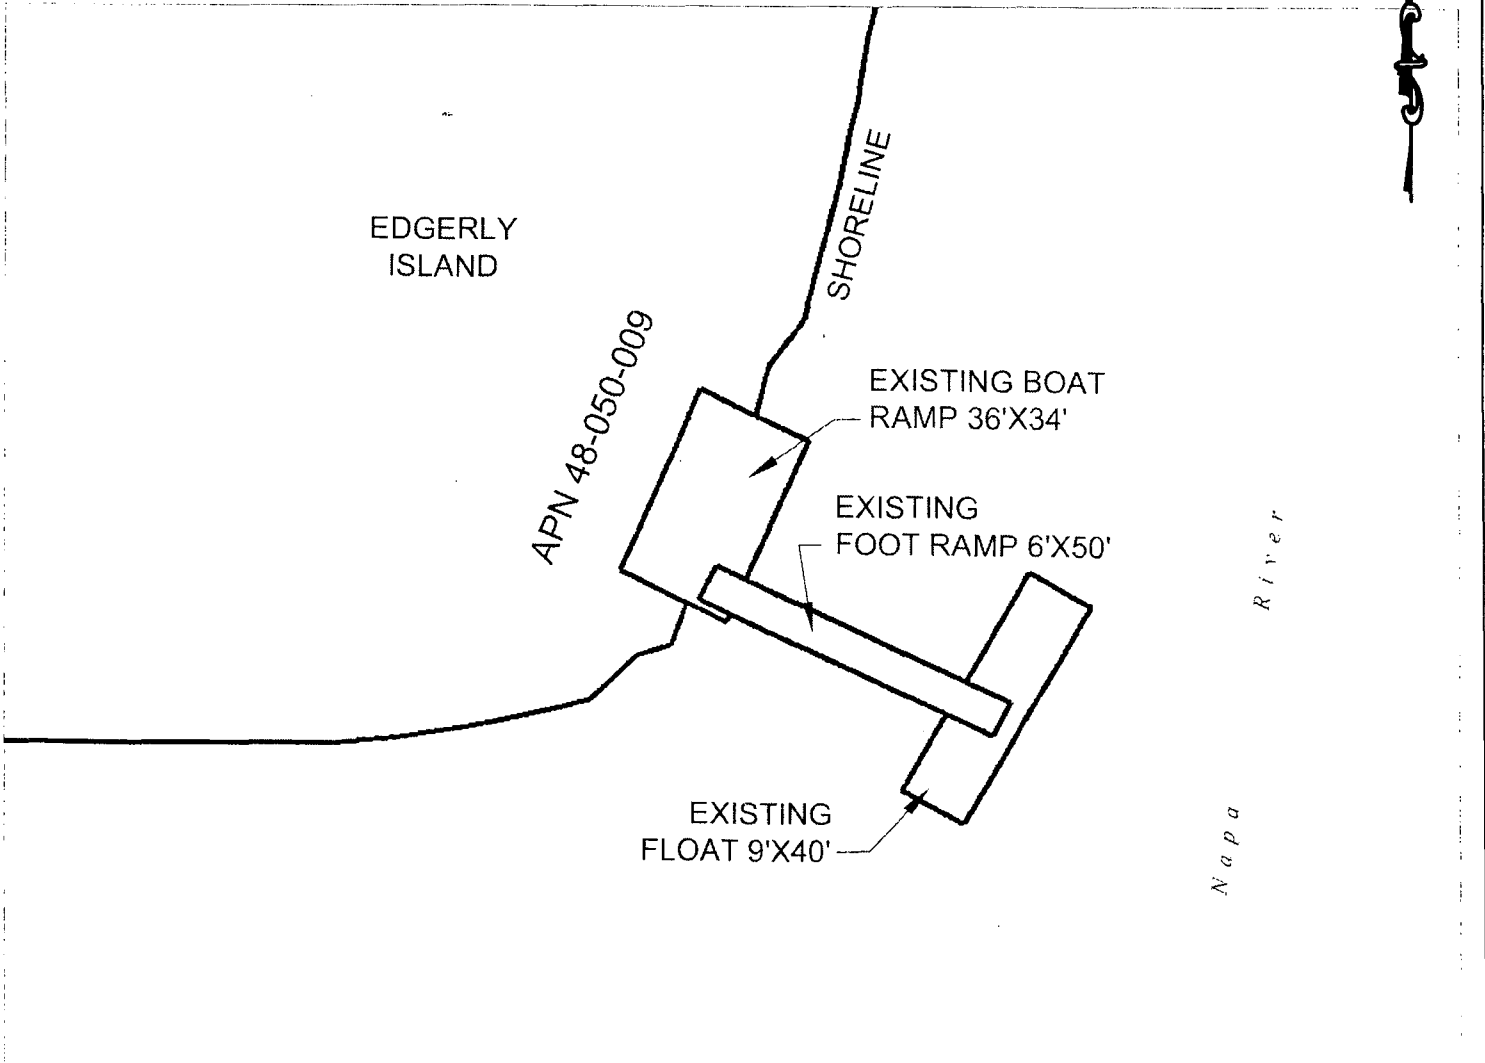 EDGERLY
ISLAND
SHORELINE
APN 48-050-009
EXISTING BOAT
RAMP 36'X34'
EXISTING
FOOT RAMP 6'X50'
EXISTING
FLOAT 9'X40'
Napa River